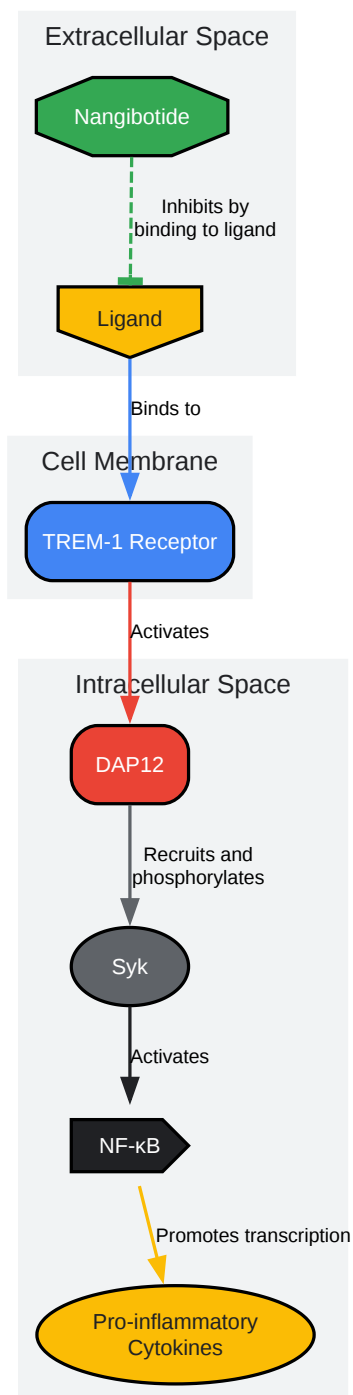 Extracellular Space
Nangibotide
Inhibits by
binding to ligand
Ligand
Binds to
Cell Membrane
TREM-1 Receptor
Activates
Intracellular Space
DAP12
Recruits and
phosphorylates
Syk
Activates
NF-κB
Promotes transcription
Pro-inflammatory
Cytokines